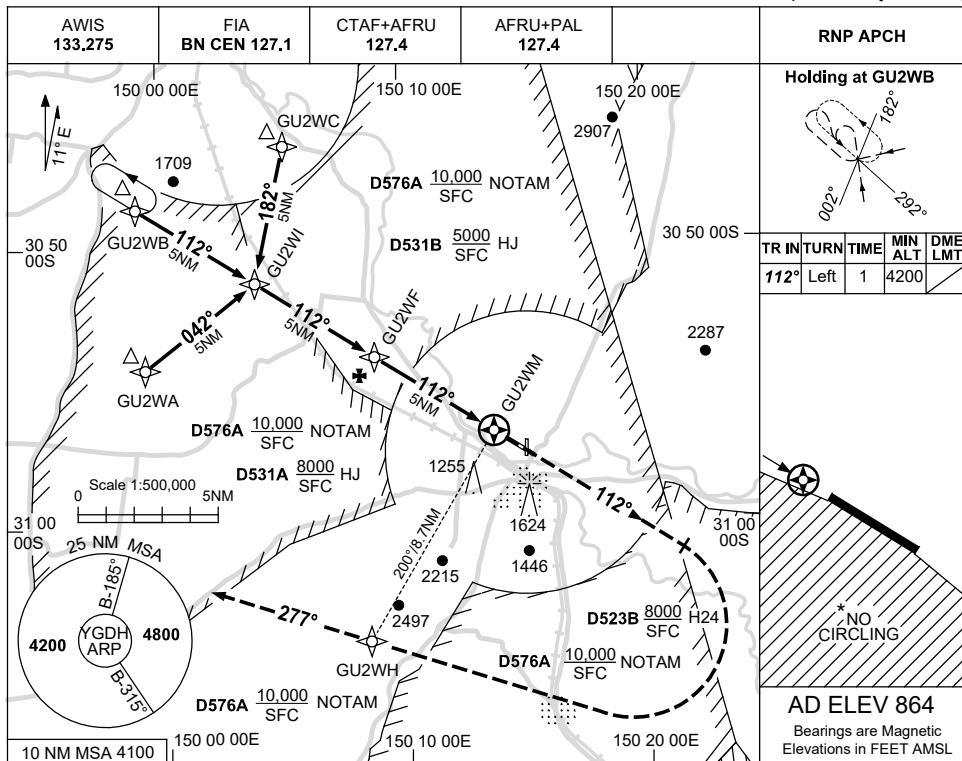 AWIS
133.275
FIA
BN CEN 127.1
CTAF+AFRU
127.4
AFRU+PAL
127.4
RNP APCH
150 00 00E
150 10 00E
150 20 00E
11° E
1709
GU2WC
2907
Holding at GU2WB
182°
002°
292°
D576A 10,000 SFC NOTAM
182°
5NM
GU2WB
112°
5NM
GU2WI
D531B 5000 SFC HJ
30 50
00S
30 50 00S
TR IN TURN TIME MIN ALT DME LMT
112° Left 1 4200
042°
5NM
112°
5NM
GU2WF
2287
GU2WA
112°
5NM
GU2WM
D576A 10,000 SFC NOTAM
D531A 8000 SFC HJ
1255
Scale 1:500,000
0 5NM
112°
1624
31 00
00S
31 00
00S
25 NM MSA
B-185°
200°/8.7NM
2215
1446
4200
YGDH
ARP
4800
B-315°
277°
2497
D523B 8000 SFC H24
GU2WH
D576A 10,000 SFC NOTAM
*NO
CIRCLING
D576A 10,000 SFC NOTAM
AD ELEV 864
Bearings are Magnetic
Elevations in FEET AMSL
10 NM MSA 4100
150 00 00E
150 10 00E
150 20 00E